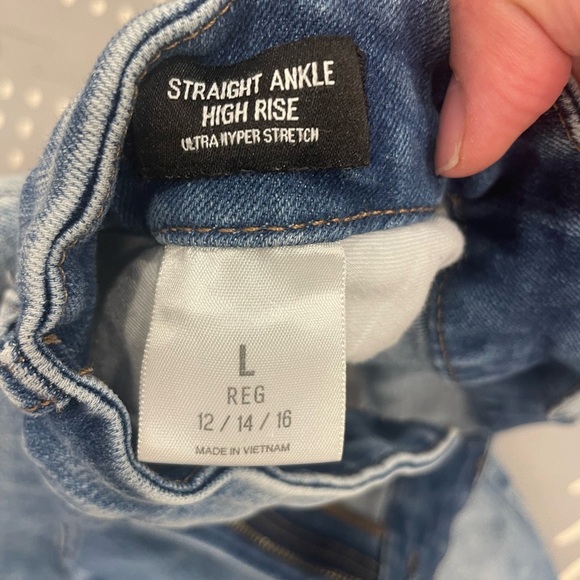 STRAIGHT ANKLE
HIGH RISE
ULTRA HYPER STRETCH
L
REG
12 / 14 / 16
MADE IN VIETNAM